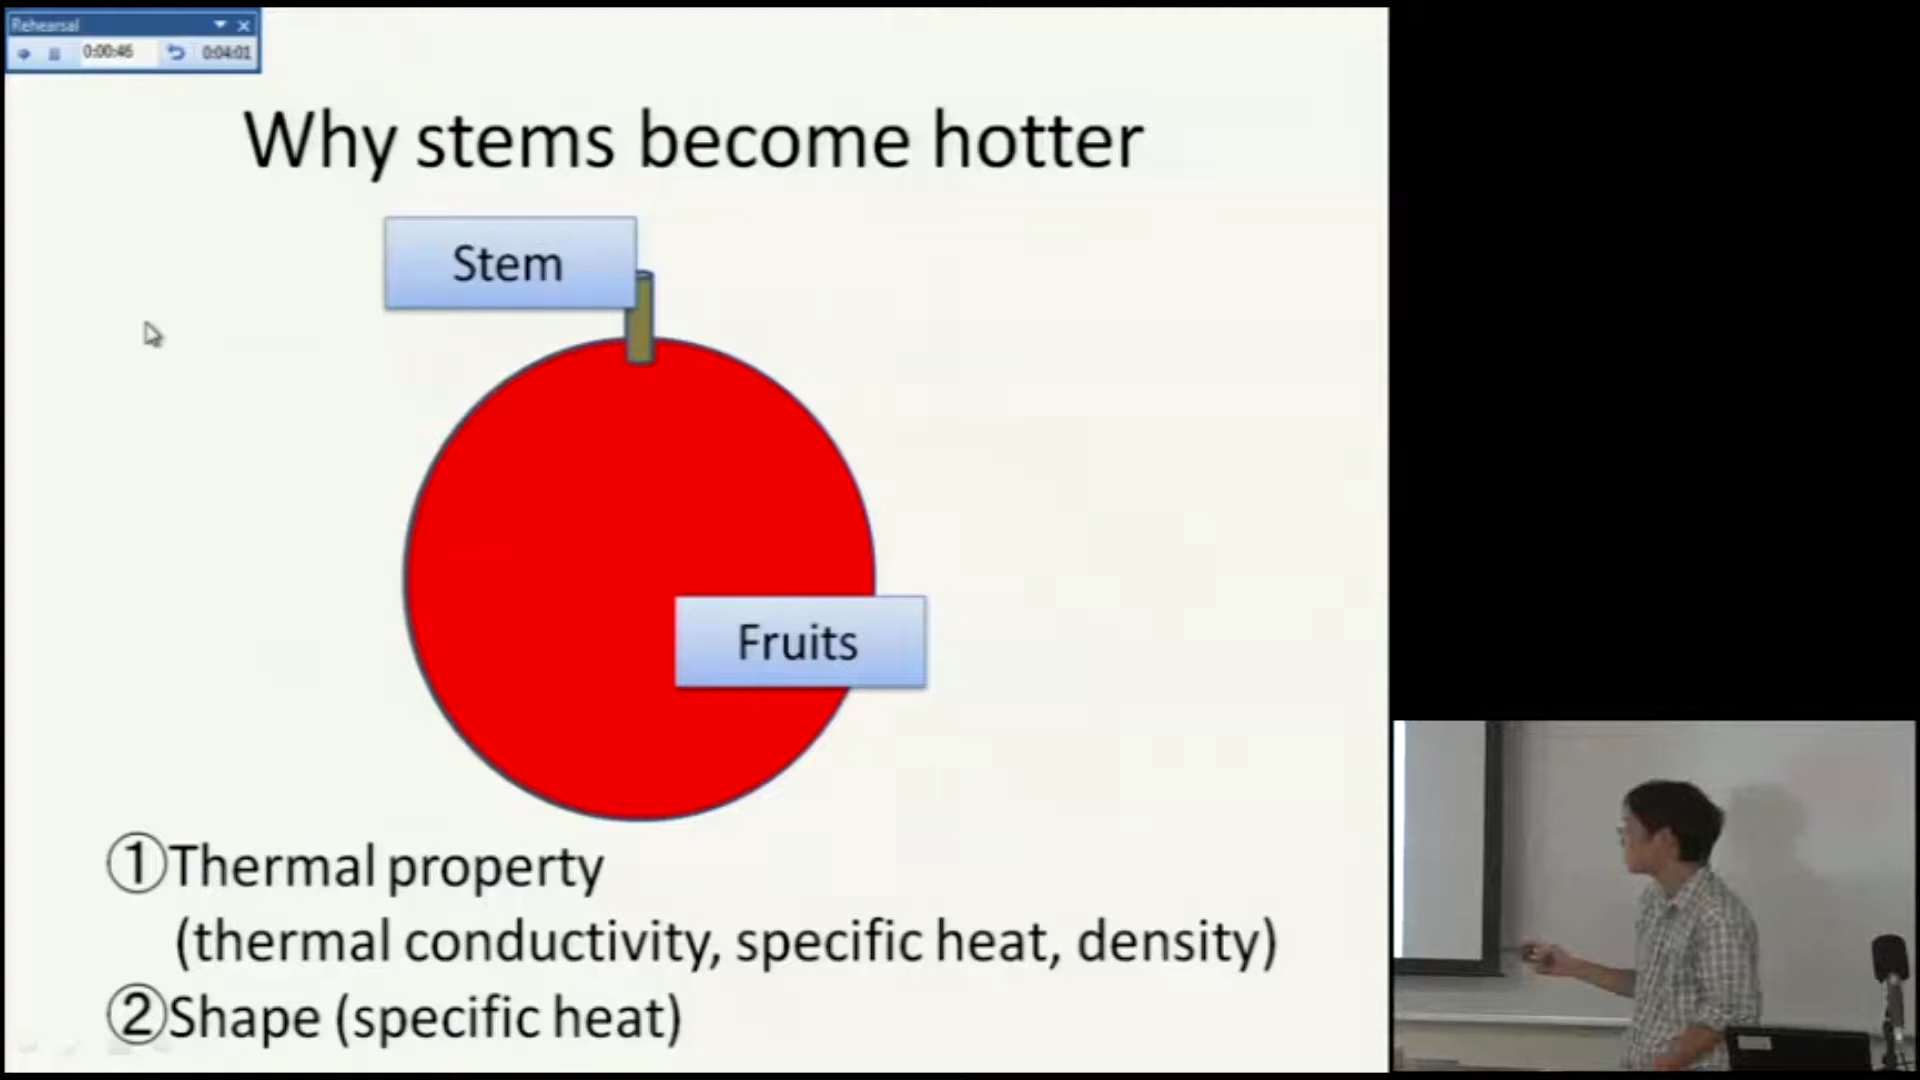 Rehearsal
0:00:46 0:04:01
Why stems become hotter
Stem
Fruits
①Thermal property
(thermal conductivity, specific heat, density)
②Shape (specific heat)